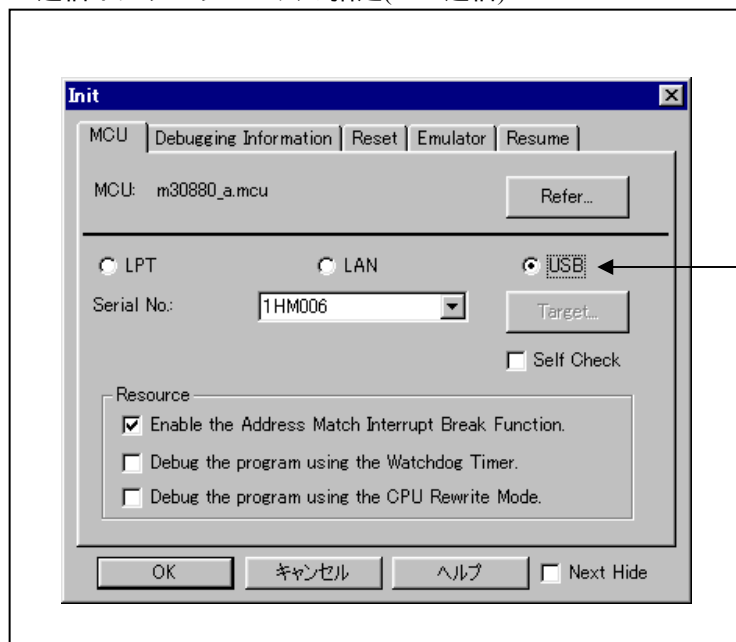 Init
MCU Debugging Information Reset Emulator Resume
MCU: m30880_a.mcu Refer...
LPT LAN USB
Serial No.: 1HM006 Target...
Self Check
Resource
Enable the Address Match Interrupt Break Function.
Debug the program using the Watchdog Timer.
Debug the program using the CPU Rewrite Mode.
OK キャンセル ヘルプ Next Hide